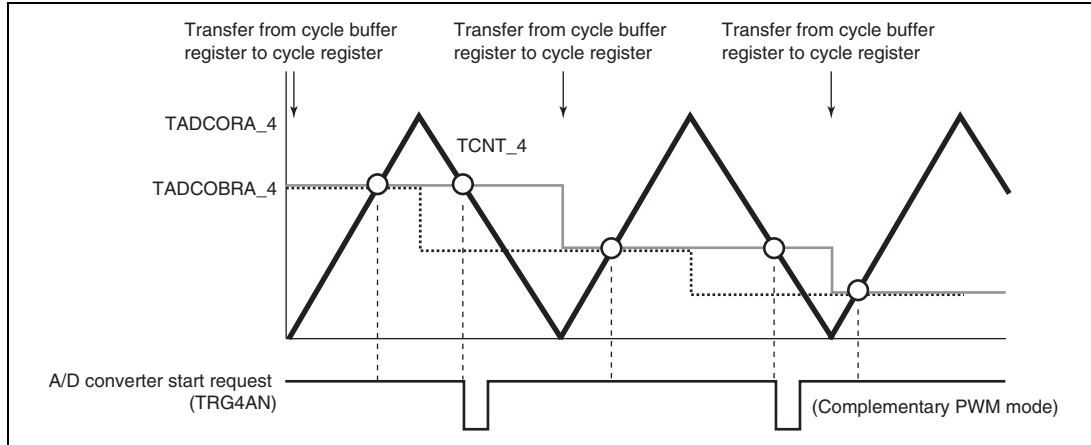 Transfer from cycle buffer
register to cycle register
Transfer from cycle buffer
register to cycle register
Transfer from cycle buffer
register to cycle register
TADCORA_4
TCNT_4
TADCOBRA_4
A/D converter start request
(TRG4AN)
(Complementary PWM mode)